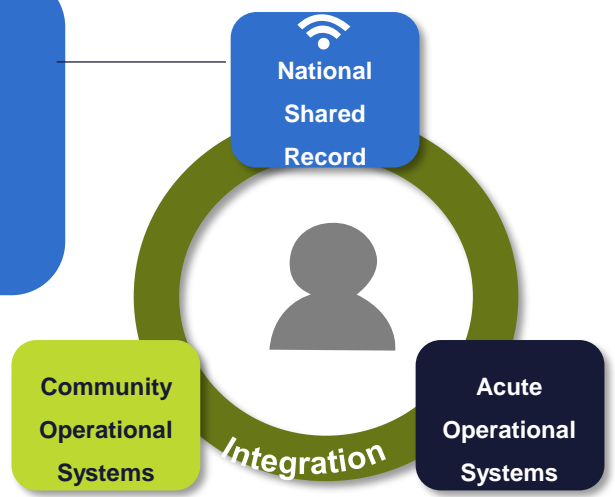 National
Shared
Record
Community
Operational
Systems
Acute
Operational
Systems
Integration